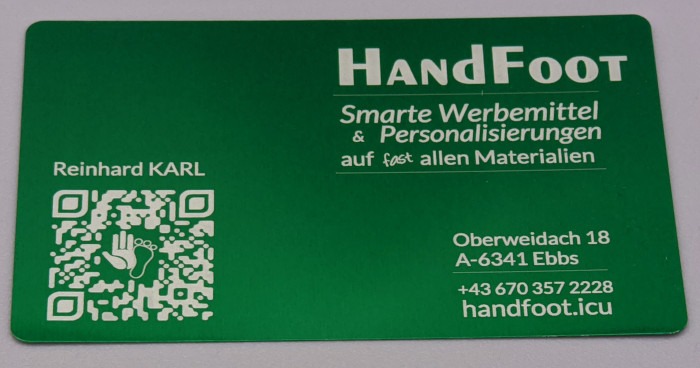 HANdFOOT
Smarte Werbemittel
& Personalisierungen
auf fast allen Materialien
Reinhard KARL
Oberweidach 18
A-6341 Ebbs
+43 670 357 2228
handfoot.icu